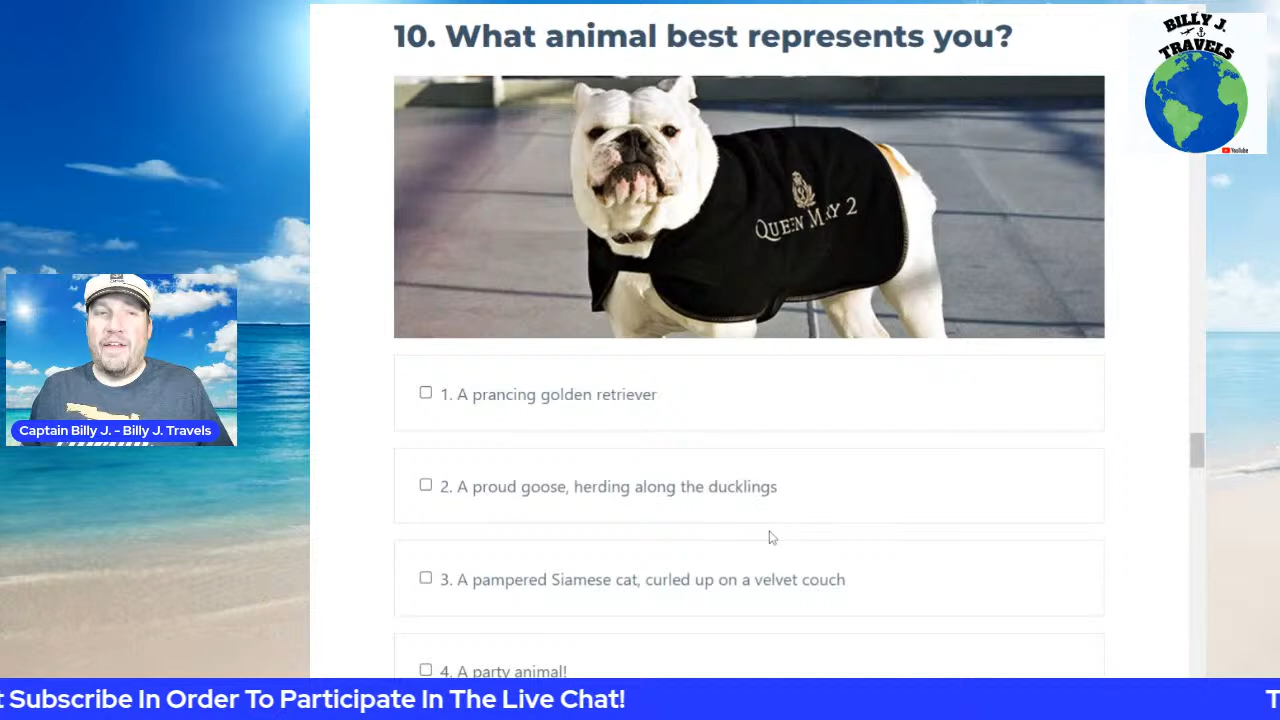 10. What animal best represents you?
BILLY J.
TRAVELS
YouTube
QUEEN MARY 2
1. A prancing golden retriever
2. A proud goose, herding along the ducklings
Captain Billy J. - Billy J. Travels
3. A pampered Siamese cat, curled up on a velvet couch
4. A party animal!
t Subscribe In Order To Participate In The Live Chat!
T